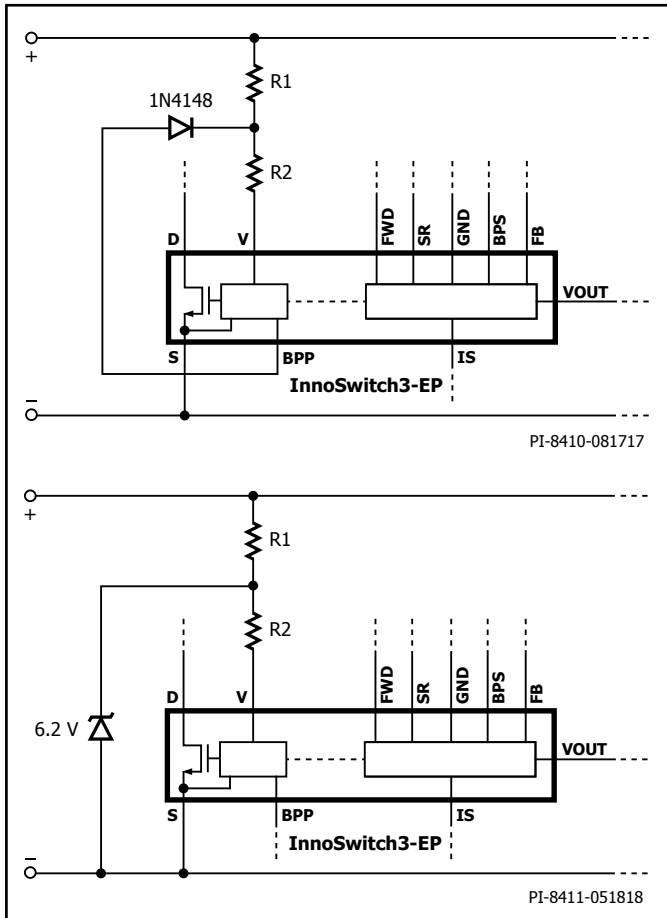 +
R1
1N4148
R2
D
V
FWD
SR
GND
BPS
FB
VOUT
S
BPP
IS
InnoSwitch3-EP
−
PI-8410-081717
+
R1
R2
D
V
FWD
SR
GND
BPS
FB
6.2 V
VOUT
S
BPP
IS
InnoSwitch3-EP
−
PI-8411-051818